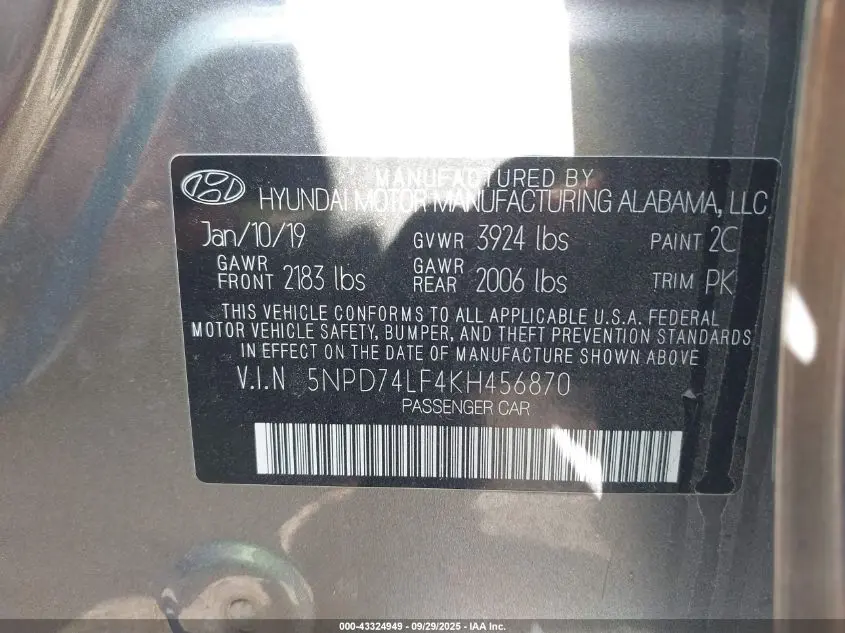 MANUFACTURED BY
HYUNDAI MOTOR MANUFACTURING ALABAMA, LLC
Jan/10/19 GVWR 3924 lbs PAINT 2C
GAWR FRONT 2183 lbs GAWR REAR 2006 lbs TRIM PK
THIS VEHICLE CONFORMS TO ALL APPLICABLE U.S.A. FEDERAL
MOTOR VEHICLE SAFETY, BUMPER, AND THEFT PREVENTION STANDARDS
IN EFFECT ON THE DATE OF MANUFACTURE SHOWN ABOVE
V.I.N 5NPD74LF4KH456870
PASSENGER CAR
000-43324949 - 09/29/2025 - IAA Inc.